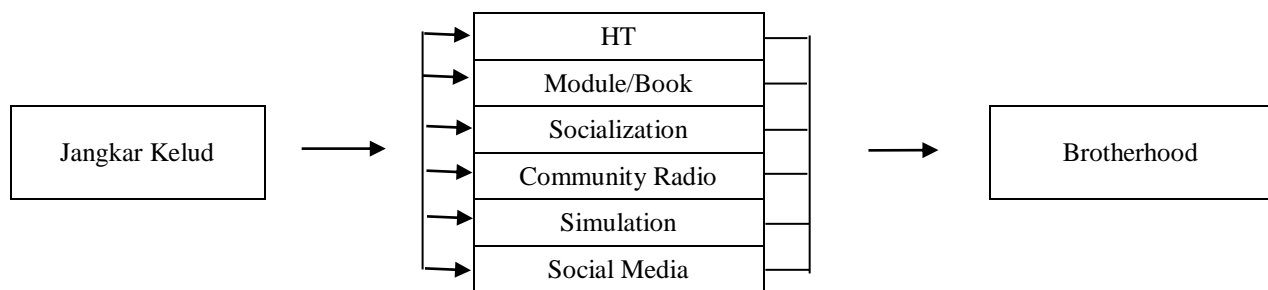 Jangkar Kelud
HT
Module/Book
Socialization
Community Radio
Simulation
Social Media
Brotherhood